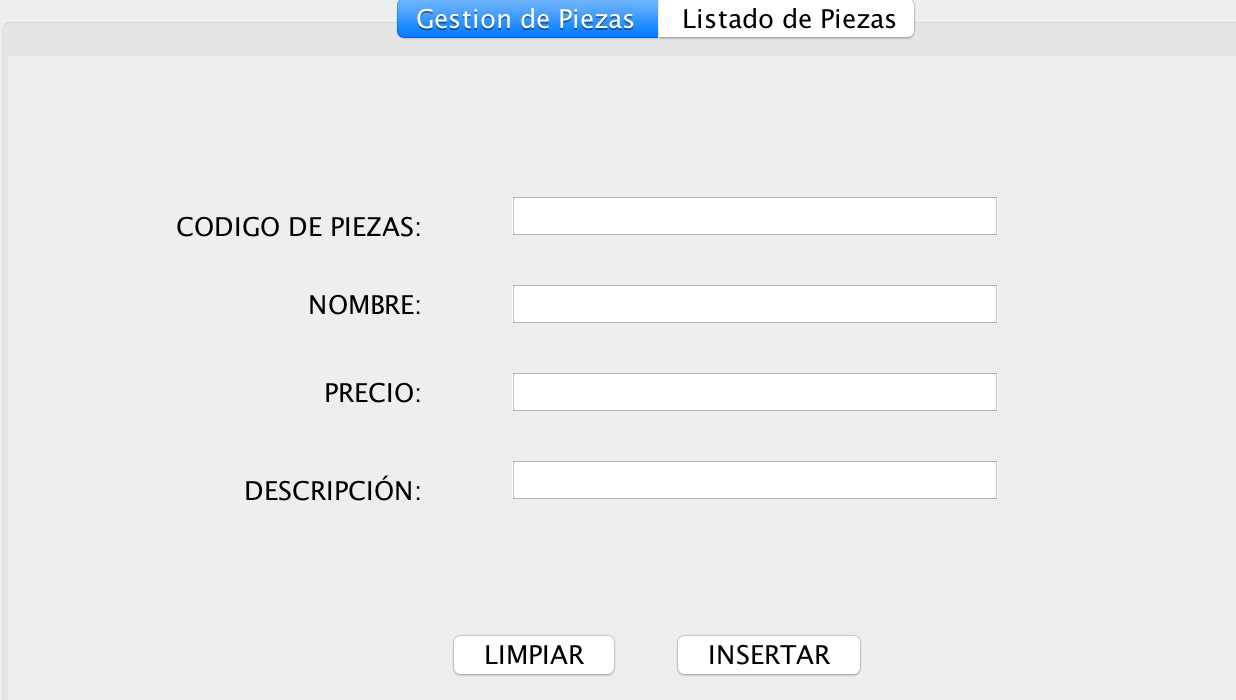 Gestion de Piezas Listado de Piezas
CODIGO DE PIEZAS:
NOMBRE:
PRECIO:
DESCRIPCIÓN:
LIMPIAR INSERTAR